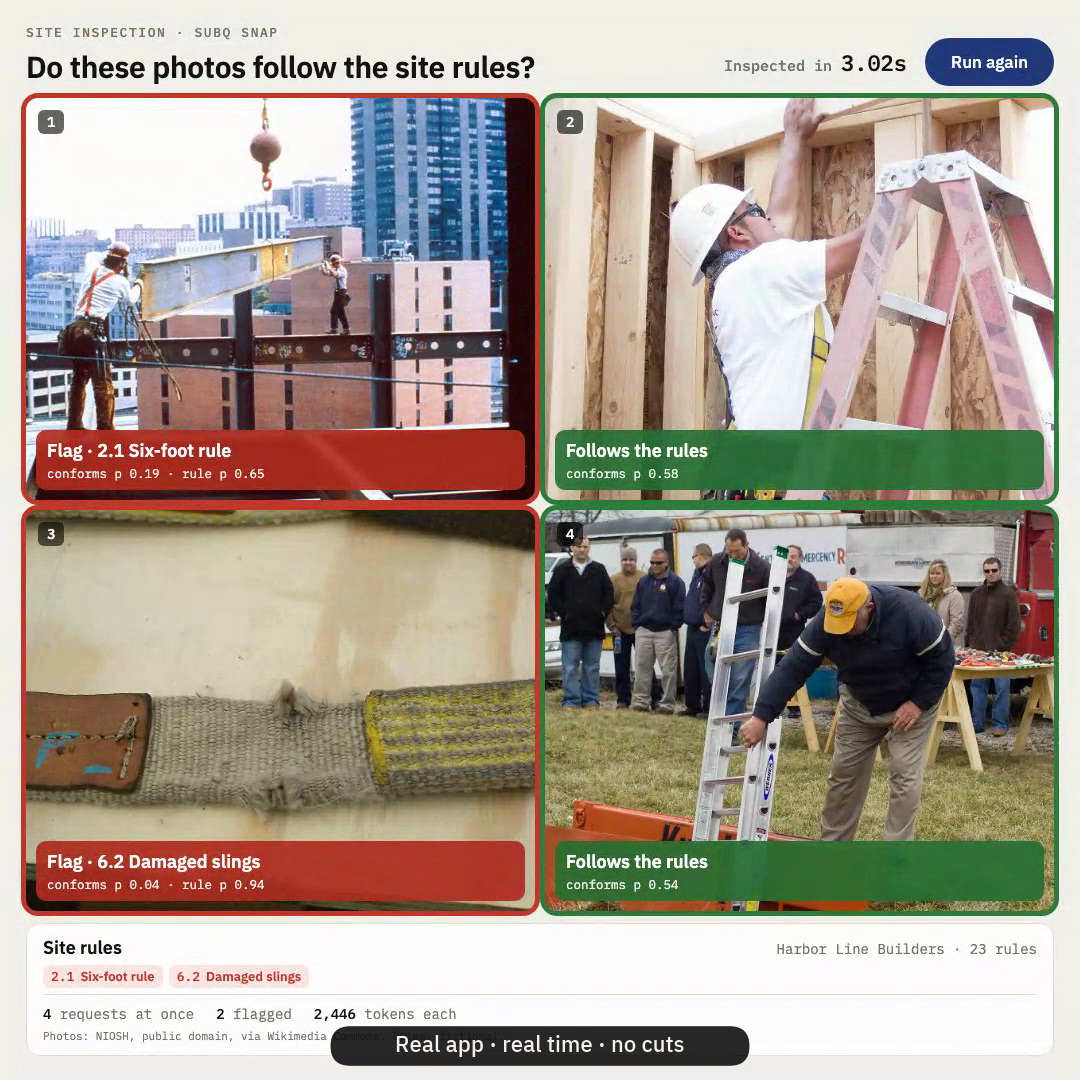 SITE INSPECTION · SUBQ SNAP
Do these photos follow the site rules?
Inspected in 3.02s
Run again
1
Flag · 2.1 Six-foot rule
conforms p 0.19 · rule p 0.65
2
Follows the rules
conforms p 0.58
3
Flag · 6.2 Damaged slings
conforms p 0.04 · rule p 0.94
4
EMERGENCY R
WERNER
Follows the rules
conforms p 0.54
Site rules
Harbor Line Builders · 23 rules
2.1 Six-foot rule
6.2 Damaged slings
4 requests at once 2 flagged 2,446 tokens each
Photos: NIOSH, public domain, via Wikimedia Commons.
Real app · real time · no cuts